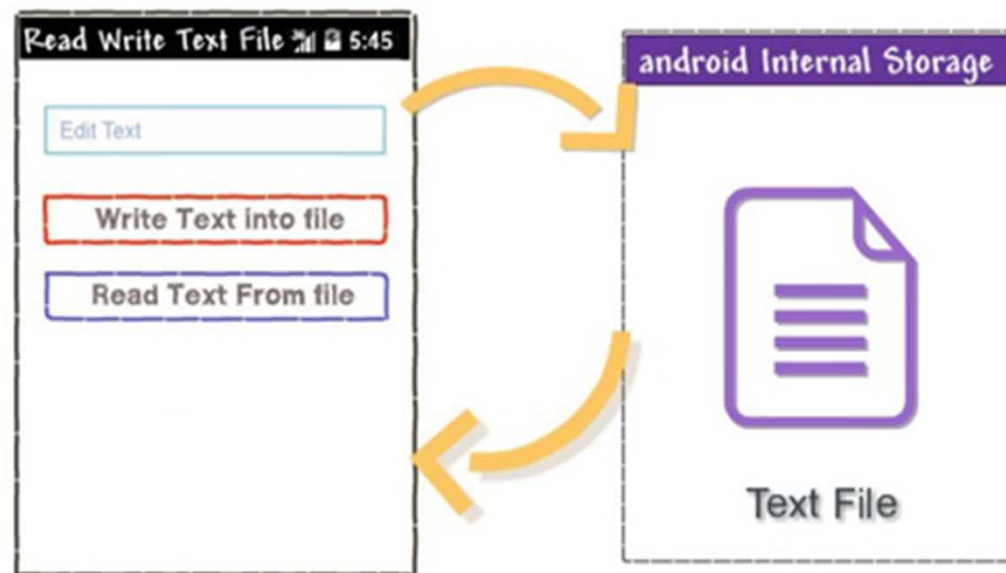 Read Write Text File 5:45
Edit Text
Write Text into file
Read Text From file
android Internal Storage
Text File